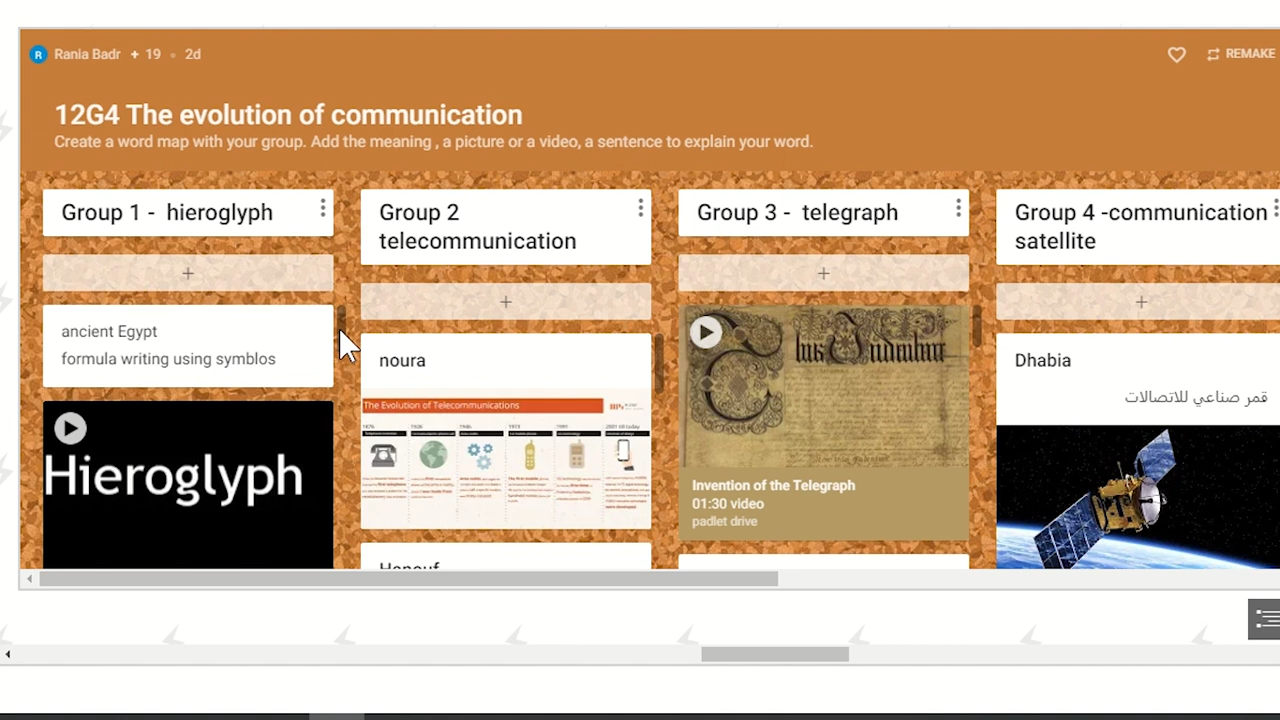 R Rania Badr + 19 • 2d
REMAKE
12G4 The evolution of communication
Create a word map with your group. Add the meaning , a picture or a video, a sentence to explain your word.
Group 1 - hieroglyph
Group 2
telecommunication
Group 3 - telegraph
Group 4 -communication
satellite
+
+
+
+
ancient Egypt
formula writing using symblos
Hieroglyph
noura
The Evolution of Telecommunications
Invention of the Telegraph
01:30 video
padlet drive
Dhabia
قمر صناعي للاتصالات